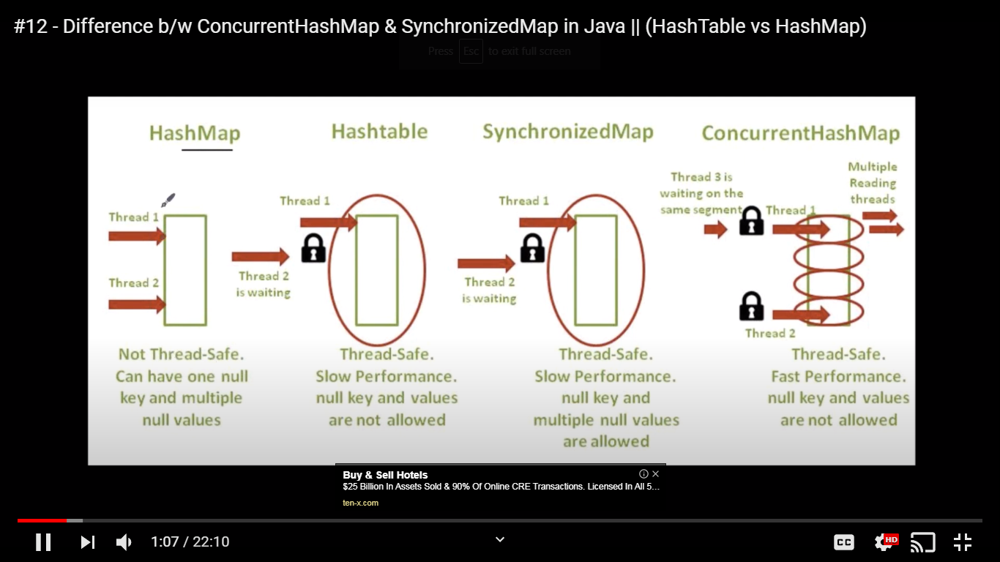 #12 - Difference b/w ConcurrentHashMap & SynchronizedMap in Java || (HashTable vs HashMap)
Press Esc to exit full screen
HashMap
Hashtable
SynchronizedMap
ConcurrentHashMap
Thread 1
Thread 2
Thread 1
Thread 2
is waiting
Thread 1
Thread 2
is waiting
Thread 3 is
waiting on the
same segment
Thread 1
Multiple
Reading
threads
Thread 2
Not Thread-Safe.
Can have one null
key and multiple
null values
Thread-Safe.
Slow Performance.
null key and values
are not allowed
Thread-Safe.
Slow Performance.
null key and
multiple null values
are allowed
Thread-Safe.
Fast Performance.
null key and values
are not allowed
Buy & Sell Hotels
$25 Billion In Assets Sold & 90% Of Online CRE Transactions. Licensed In All 5...
ten-x.com
1:07 / 22:10
CC
HD